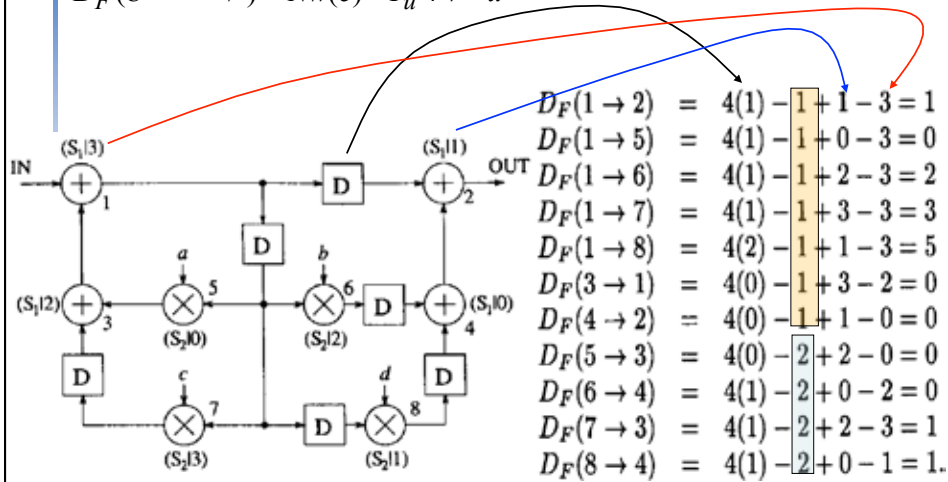 (S₁|3)
IN
+
1
D
(S₁|1)
+
2
OUT
D
(S₁|2)
+
3
a
×
5
(S₂|0)
b
×
6
(S₂|2)
D
+
4
(S₁|0)
D
c
×
7
(S₂|3)
D
d
×
8
(S₂|1)
D
D_F(1 → 2) = 4(1) − 1 + 1 − 3 = 1
D_F(1 → 5) = 4(1) − 1 + 0 − 3 = 0
D_F(1 → 6) = 4(1) − 1 + 2 − 3 = 2
D_F(1 → 7) = 4(1) − 1 + 3 − 3 = 3
D_F(1 → 8) = 4(2) − 1 + 1 − 3 = 5
D_F(3 → 1) = 4(0) − 1 + 3 − 2 = 0
D_F(4 → 2) = 4(0) − 1 + 1 − 0 = 0
D_F(5 → 3) = 4(0) − 2 + 2 − 0 = 0
D_F(6 → 4) = 4(1) − 2 + 0 − 2 = 0
D_F(7 → 3) = 4(1) − 2 + 2 − 3 = 1
D_F(8 → 4) = 4(1) − 2 + 0 − 1 = 1..